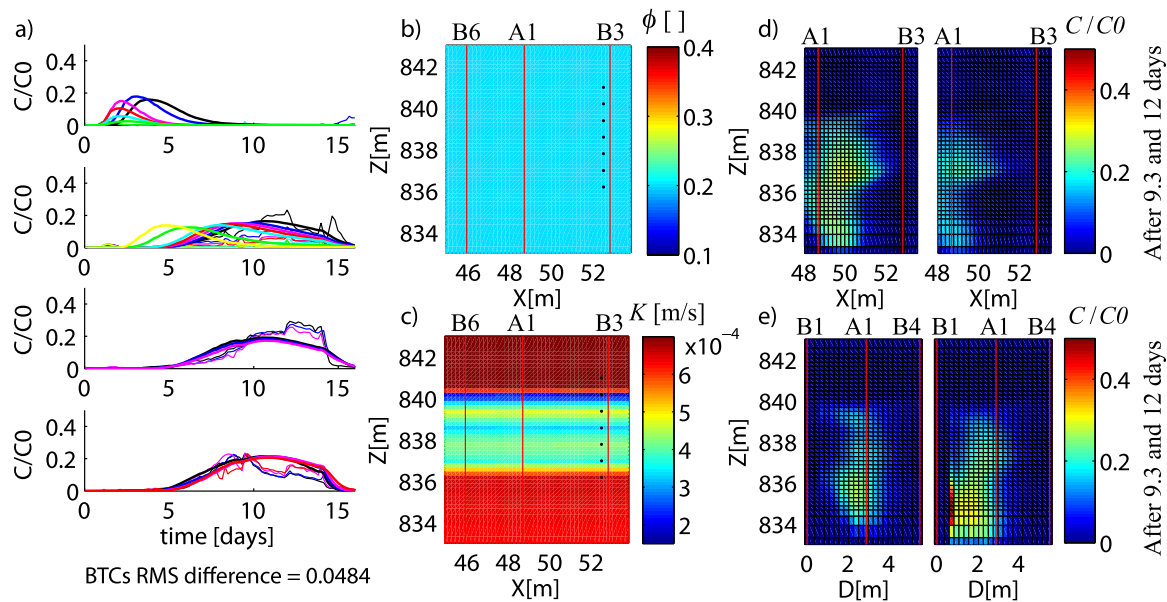 a)
C/C0
0.4
0.2
0
0 5 10 15
C/C0
0.4
0.2
0
0 5 10 15
C/C0
0.4
0.2
0
0 5 10 15
C/C0
0.4
0.2
0
0 5 10 15
time [days]
BTCs RMS difference = 0.0484
b)
B6 A1 B3
ϕ [ ]
Z[m]
842
840
838
836
834
46 48 50 52
X[m]
0.4
0.3
0.2
0.1
c)
B6 A1 B3
K [m/s]
x10⁻⁴
Z[m]
842
840
838
836
834
46 48 50 52
X[m]
6
5
4
3
2
d)
A1 B3 A1 B3
C/C0
Z[m]
842
839
836
833
48 50 52 48 50 52
X[m] X[m]
0.4
0.2
0
After 9.3 and 12 days
e)
B1 A1 B4 B1 A1 B4
C/C0
Z[m]
842
840
837
834
0 2 4 0 2 4
D[m] D[m]
0.4
0.2
0
After 9.3 and 12 days